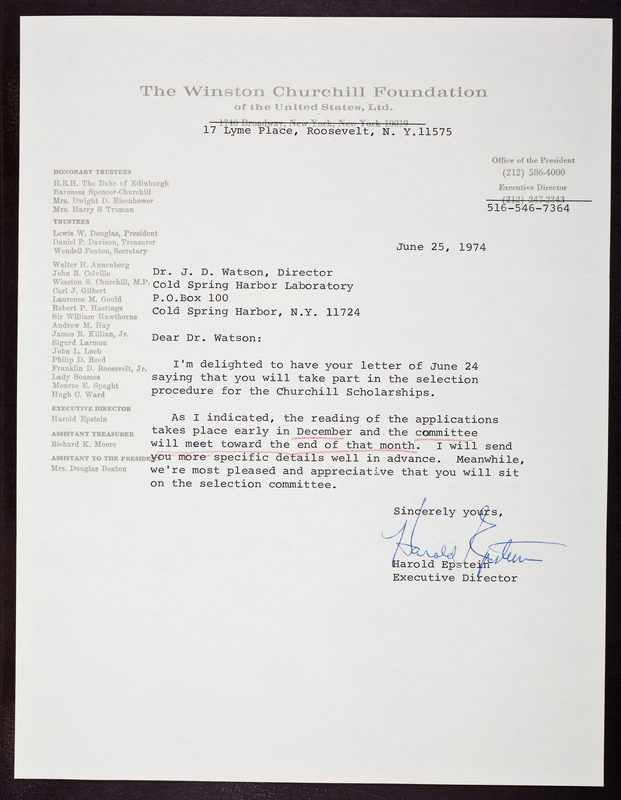 The Winston Churchill Foundation
of the United States, Ltd.
1740 Broadway, New York, New York 10019
17 Lyme Place, Roosevelt, N. Y.11575
Office of the President
(212) 586-4000
Executive Director
(212) 247-2343
516-546-7364
HONORARY TRUSTEES
H.R.H. The Duke of Edinburgh
Baroness Spencer-Churchill
Mrs. Dwight D. Eisenhower
Mrs. Harry S Truman
TRUSTEES
Lewis W. Douglas, President
Daniel P. Davison, Treasurer
Wendell Fenton, Secretary
Walter H. Annenberg
John R. Colville
Winston S. Churchill, M.P.
Carl J. Gilbert
Laurence M. Gould
Robert P. Hastings
Sir William Hawthorne
Andrew M. Hay
James R. Killian, Jr.
Sigurd Larmon
John L. Loeb
Philip D. Reed
Franklin D. Roosevelt, Jr.
Lady Soames
Monroe E. Spaght
Hugh C. Ward
EXECUTIVE DIRECTOR
Harold Epstein
ASSISTANT TREASURER
Richard K. Moore
ASSISTANT TO THE PRESIDE
Mrs. Douglas Beaton
June 25, 1974
Dr. J. D. Watson, Director
Cold Spring Harbor Laboratory
P.O.Box 100
Cold Spring Harbor, N.Y. 11724
Dear Dr. Watson:
I'm delighted to have your letter of June 24
saying that you will take part in the selection
procedure for the Churchill Scholarships.
As I indicated, the reading of the applications
takes place early in December and the committee
will meet toward the end of that month. I will send
you more specific details well in advance. Meanwhile,
we're most pleased and appreciative that you will sit
on the selection committee.
Sincerely yours,
Harold Epstein
Harold Epstein
Executive Director